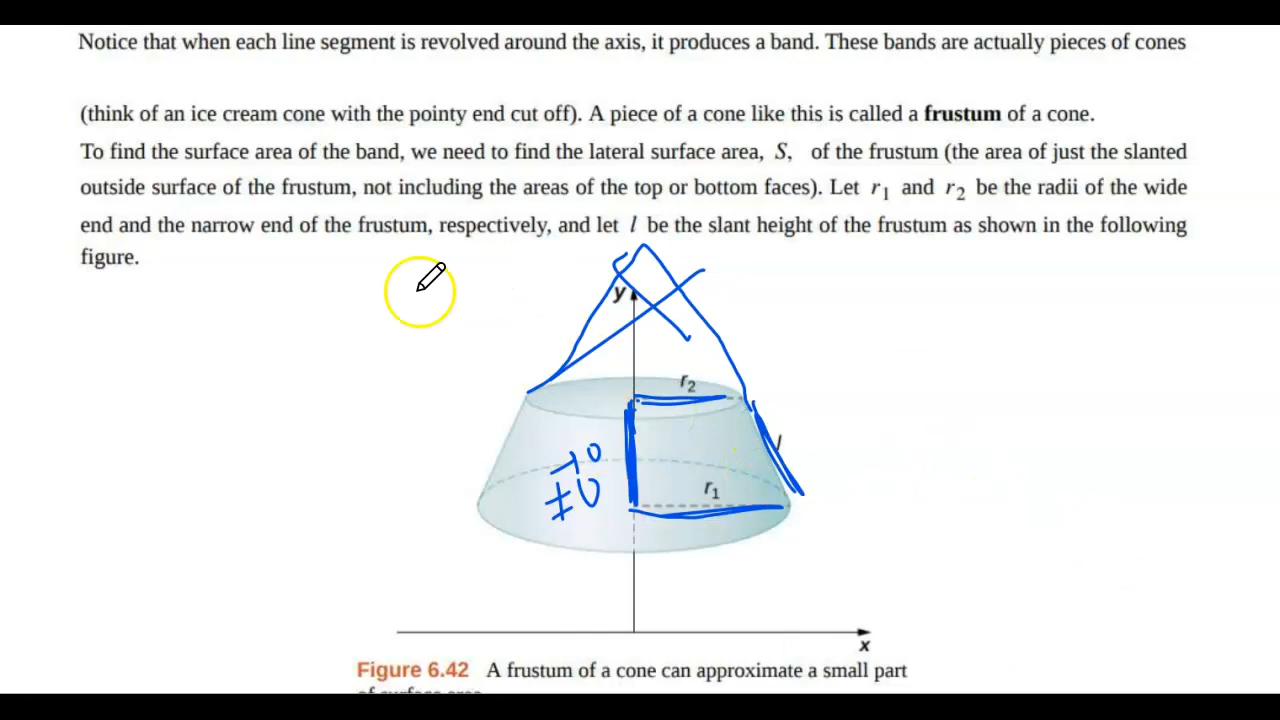 Notice that when each line segment is revolved around the axis, it produces a band. These bands are actually pieces of cones
(think of an ice cream cone with the pointy end cut off). A piece of a cone like this is called a frustum of a cone.
To find the surface area of the band, we need to find the lateral surface area, S, of the frustum (the area of just the slanted
outside surface of the frustum, not including the areas of the top or bottom faces). Let r₁ and r₂ be the radii of the wide
end and the narrow end of the frustum, respectively, and let l be the slant height of the frustum as shown in the following
figure.
y
r₂
l
r₁
x
Figure 6.42 A frustum of a cone can approximate a small part
of surface area